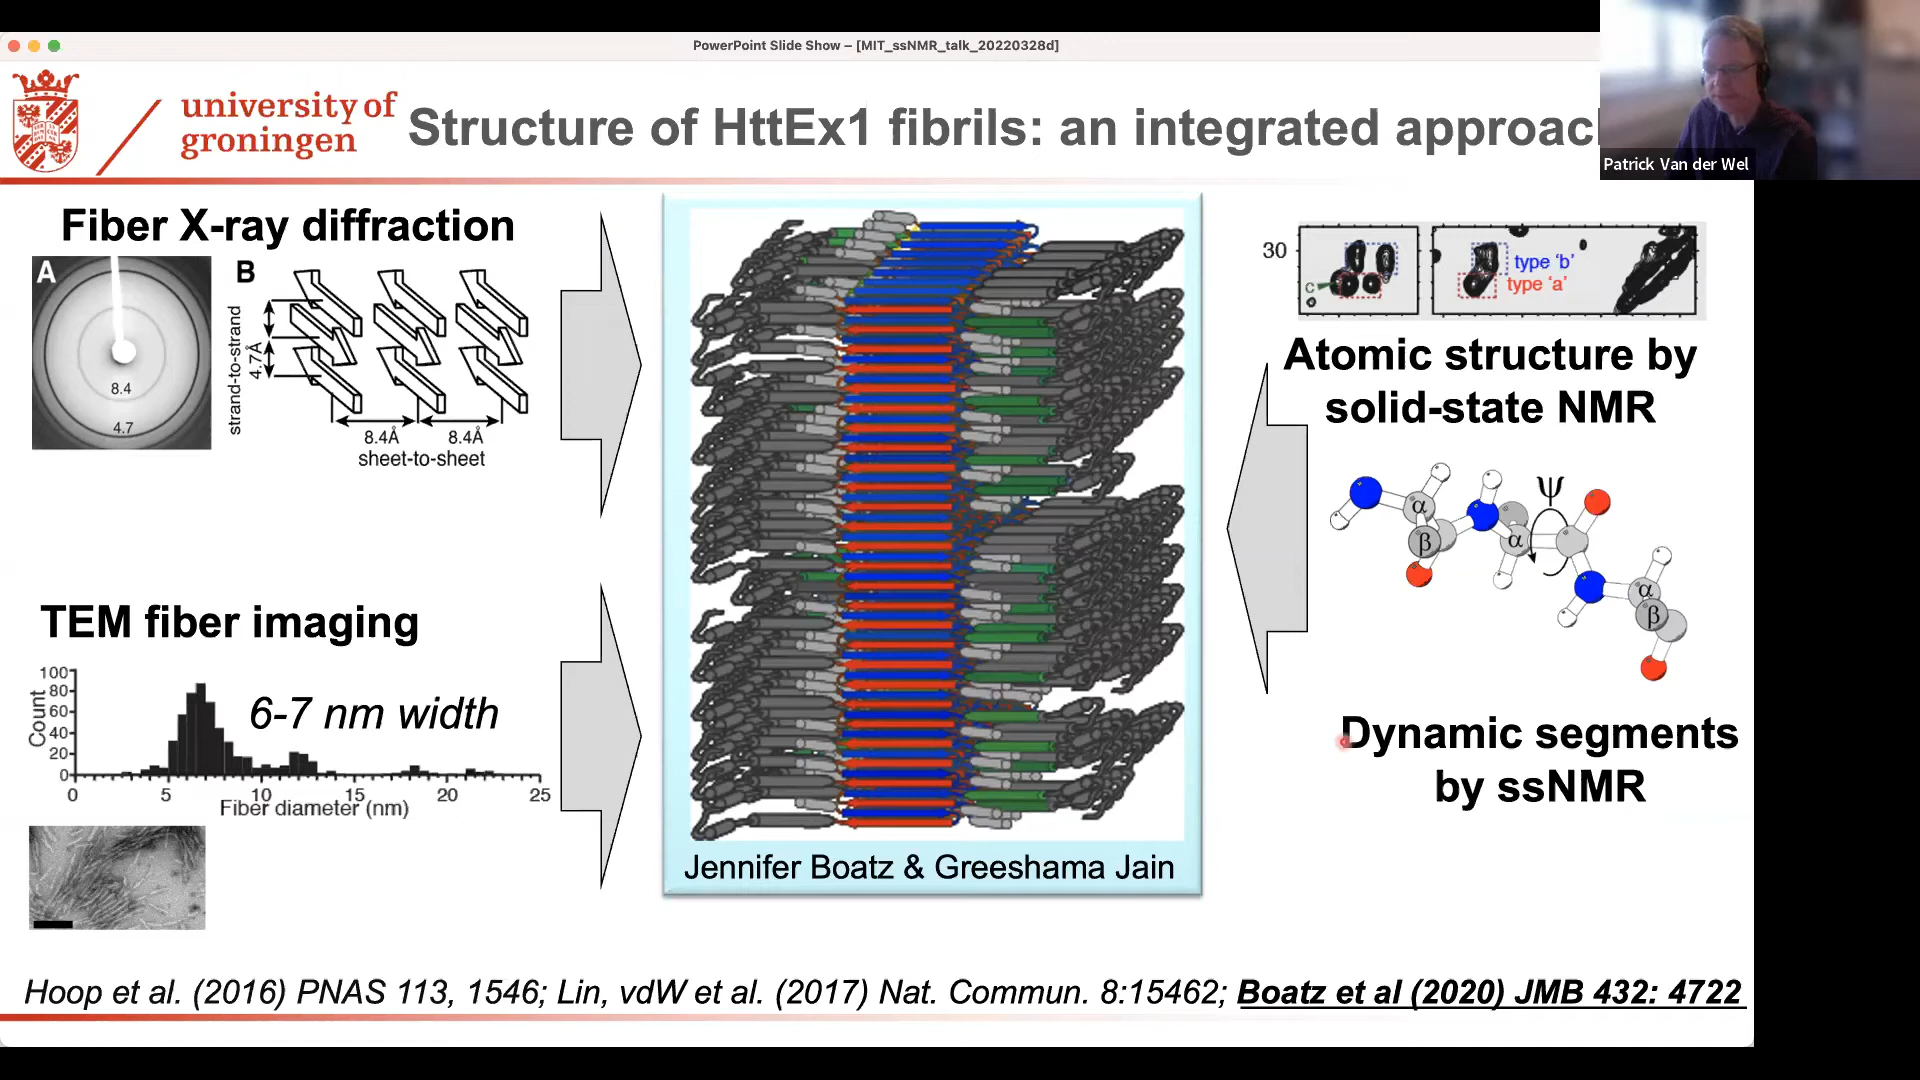 PowerPoint Slide Show – [MIT_ssNMR_talk_20220328d]
university of
groningen
Structure of HttEx1 fibrils: an integrated approac
Patrick Van der Wel
Fiber X-ray diffraction
A
8.4
4.7
B
strand-to-strand
4.7Å
8.4Å 8.4Å
sheet-to-sheet
TEM fiber imaging
100
80
60
40
20
0
Count
6-7 nm width
0 5 10 15 20 25
Fiber diameter (nm)
Jennifer Boatz & Greeshama Jain
30
c
type 'b'
type 'a'
Atomic structure by
solid-state NMR
ψ
α
β
α
α
β
Dynamic segments
by ssNMR
Hoop et al. (2016) PNAS 113, 1546; Lin, vdW et al. (2017) Nat. Commun. 8:15462; Boatz et al (2020) JMB 432: 4722